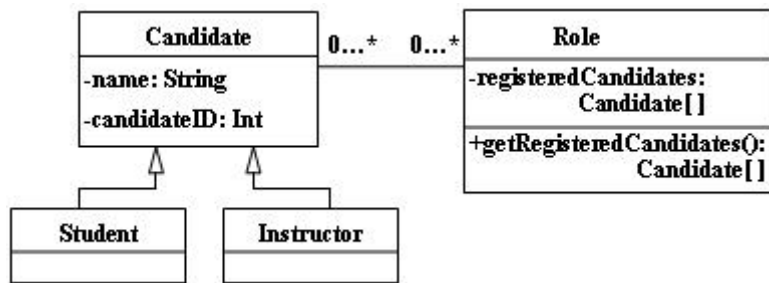 Candidate
-name: String
-candidateID: Int
0...*
0...*
Role
-registeredCandidates:
Candidate[ ]
+getRegisteredCandidates():
Candidate[ ]
Student
Instructor